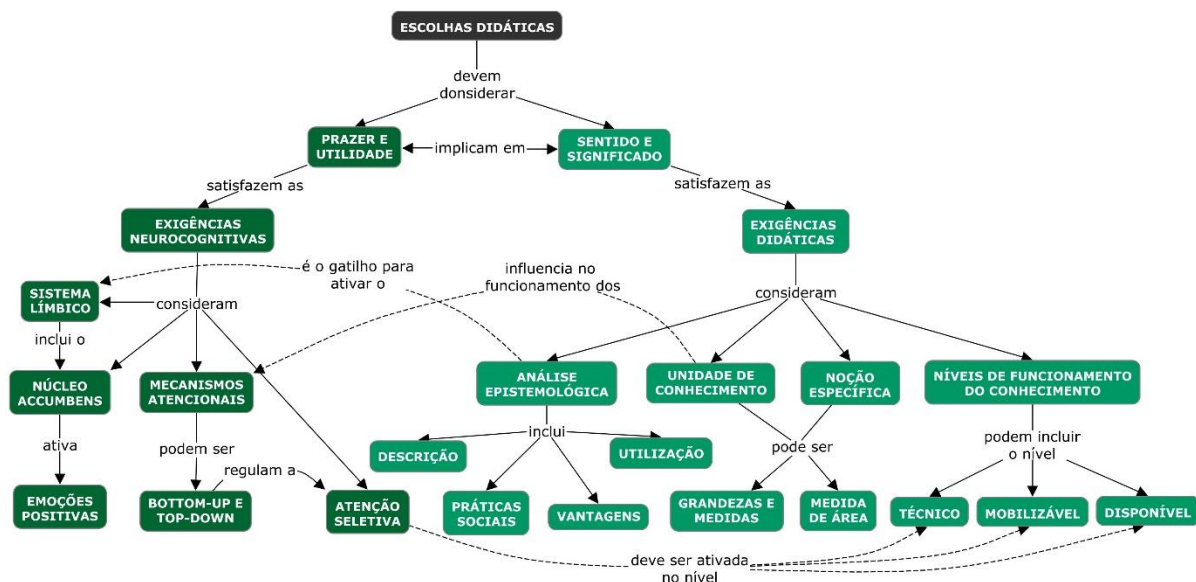 ESCOLHAS DIDÁTICAS
devem
donsiderar
PRAZER E
UTILIDADE
implicam em
SENTIDO E
SIGNIFICADO
satisfazem as
satisfazem as
EXIGÊNCIAS
NEUROCOGNITIVAS
EXIGÊNCIAS
DIDÁTICAS
é o gatilho para
ativar o
influencia no
funcionamento dos
SISTEMA
LÍMBICO
consideram
consideram
inclui o
NÚCLEO
ACCUMBENS
MECANISMOS
ATENCIONAIS
ANÁLISE
EPISTEMOLÓGICA
UNIDADE DE
CONHECIMENTO
NOÇÃO
ESPECÍFICA
NÍVEIS DE FUNCIONAMENTO
DO CONHECIMENTO
ativa
podem ser
inclui
pode ser
podem incluir
o nível
regulam a
DESCRIÇÃO
UTILIZAÇÃO
EMOÇÕES
POSITIVAS
BOTTOM-UP E
TOP-DOWN
ATENÇÃO
SELETIVA
PRÁTICAS
SOCIAIS
VANTAGENS
GRANDEZAS E
MEDIDAS
MEDIDA
DE ÁREA
TÉCNICO
MOBILIZÁVEL
DISPONÍVEL
deve ser ativada
no nível